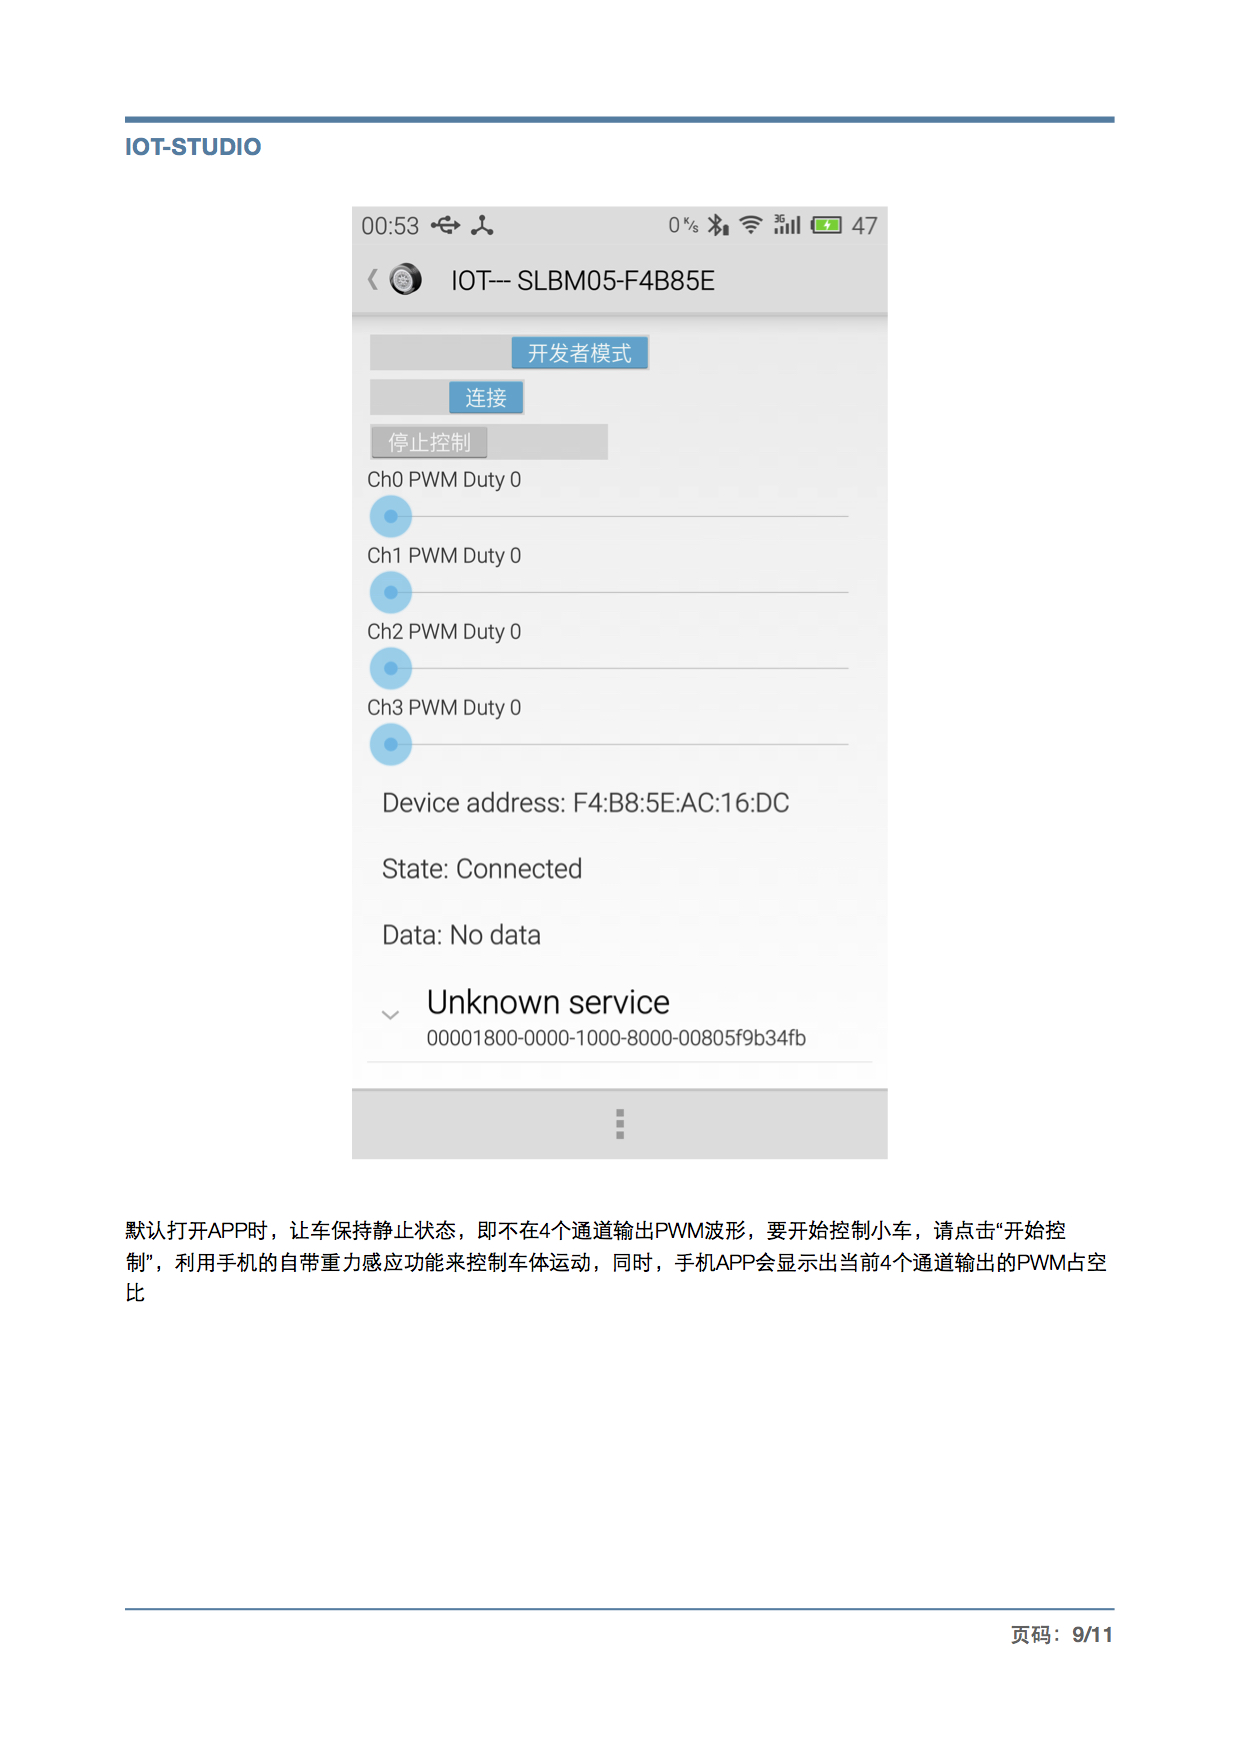 IOT-STUDIO
00:53 0 K/s 3G 47
IOT--- SLBM05-F4B85E
开发者模式
连接
停止控制
Ch0 PWM Duty 0
Ch1 PWM Duty 0
Ch2 PWM Duty 0
Ch3 PWM Duty 0
Device address: F4:B8:5E:AC:16:DC
State: Connected
Data: No data
Unknown service
00001800-0000-1000-8000-00805f9b34fb
默认打开APP时，让车保持静止状态，即不在4个通道输出PWM波形，要开始控制小车，请点击“开始控
制”，利用手机的自带重力感应功能来控制车体运动，同时，手机APP会显示出当前4个通道输出的PWM占空
比
页码：9/11